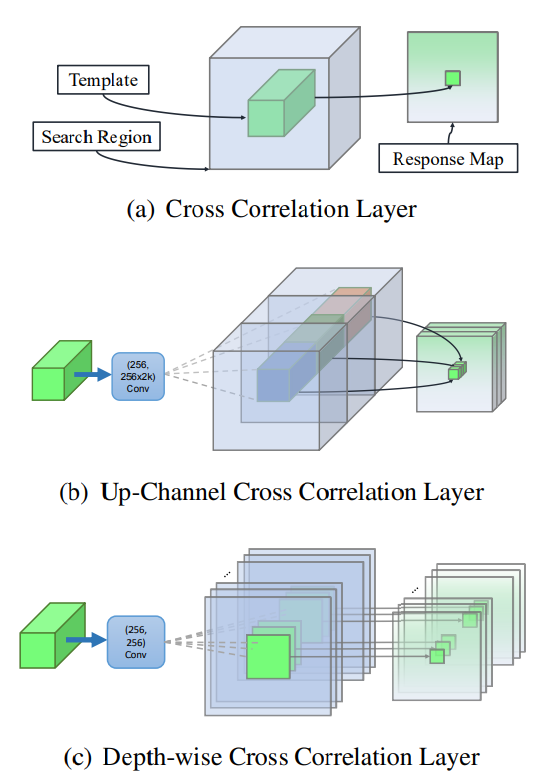 Template
Search Region
Response Map
(a) Cross Correlation Layer
(256,
256x2k)
Conv
(b) Up-Channel Cross Correlation Layer
(256,
256)
Conv
(c) Depth-wise Cross Correlation Layer